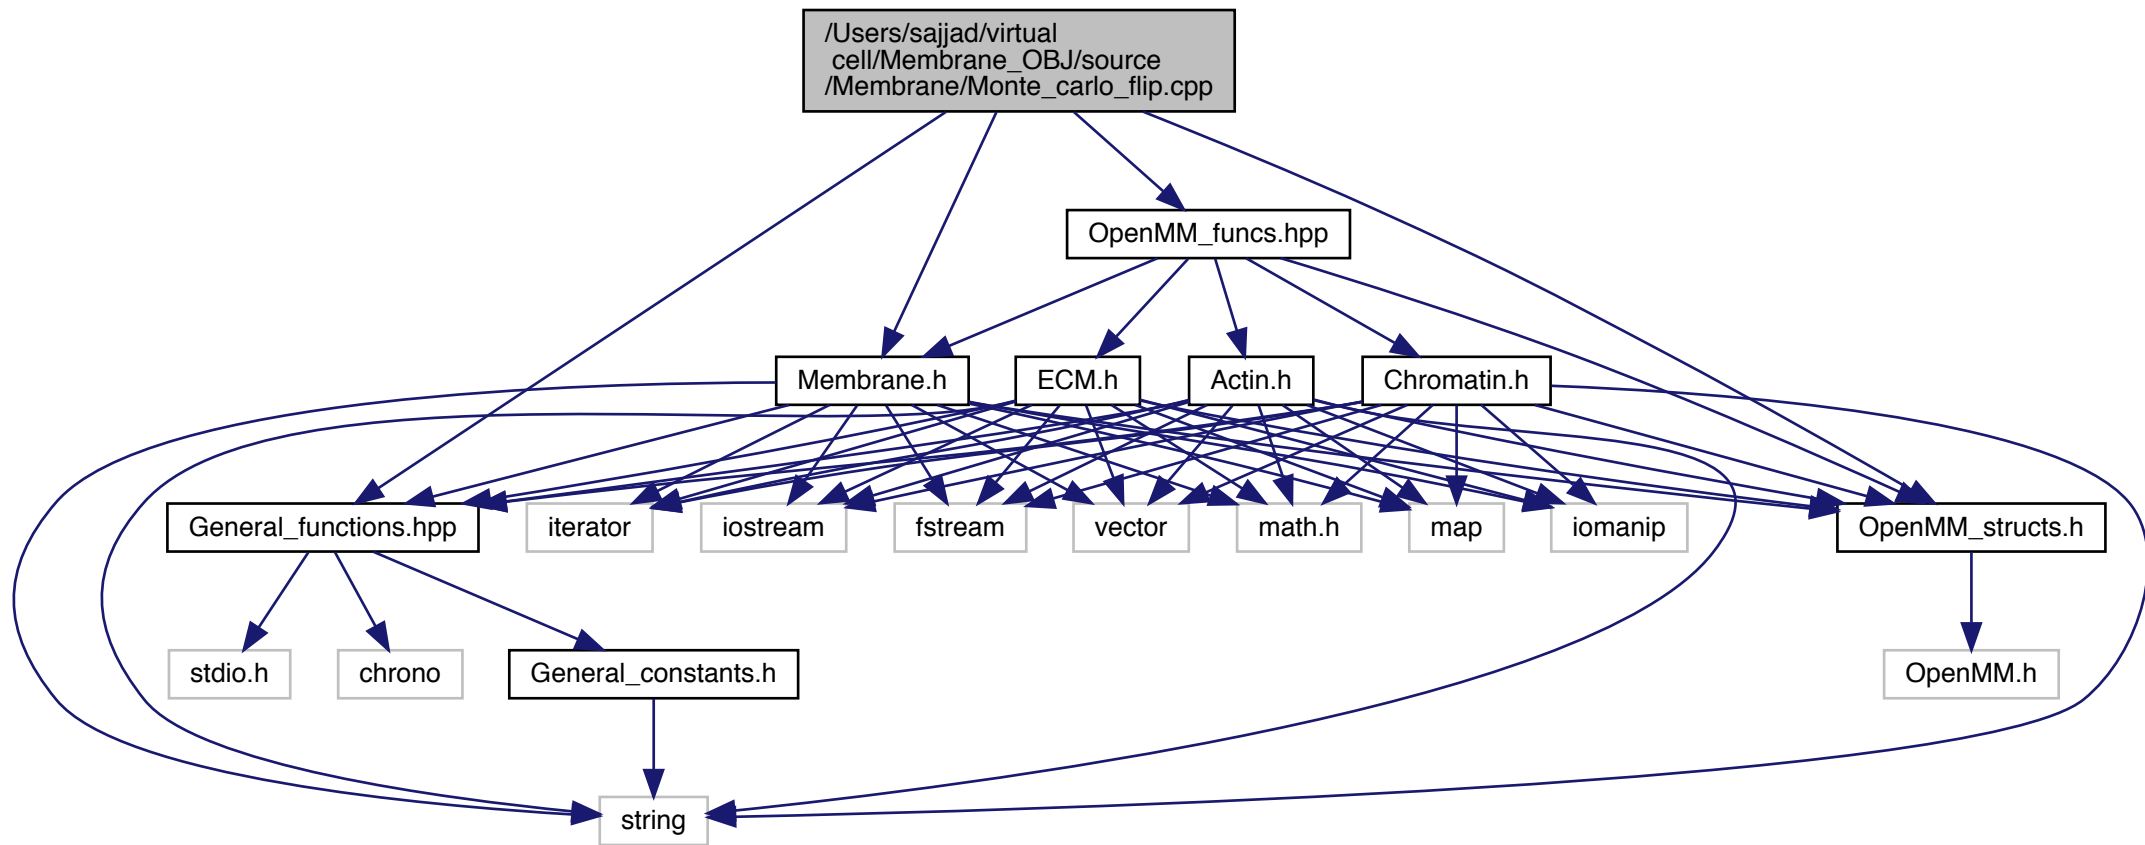 /Users/sajjad/virtual
cell/Membrane_OBJ/source
/Membrane/Monte_carlo_flip.cpp
OpenMM_funcs.hpp
Membrane.h
ECM.h
Actin.h
Chromatin.h
General_functions.hpp
iterator
iostream
fstream
vector
math.h
map
iomanip
OpenMM_structs.h
stdio.h
chrono
General_constants.h
OpenMM.h
string